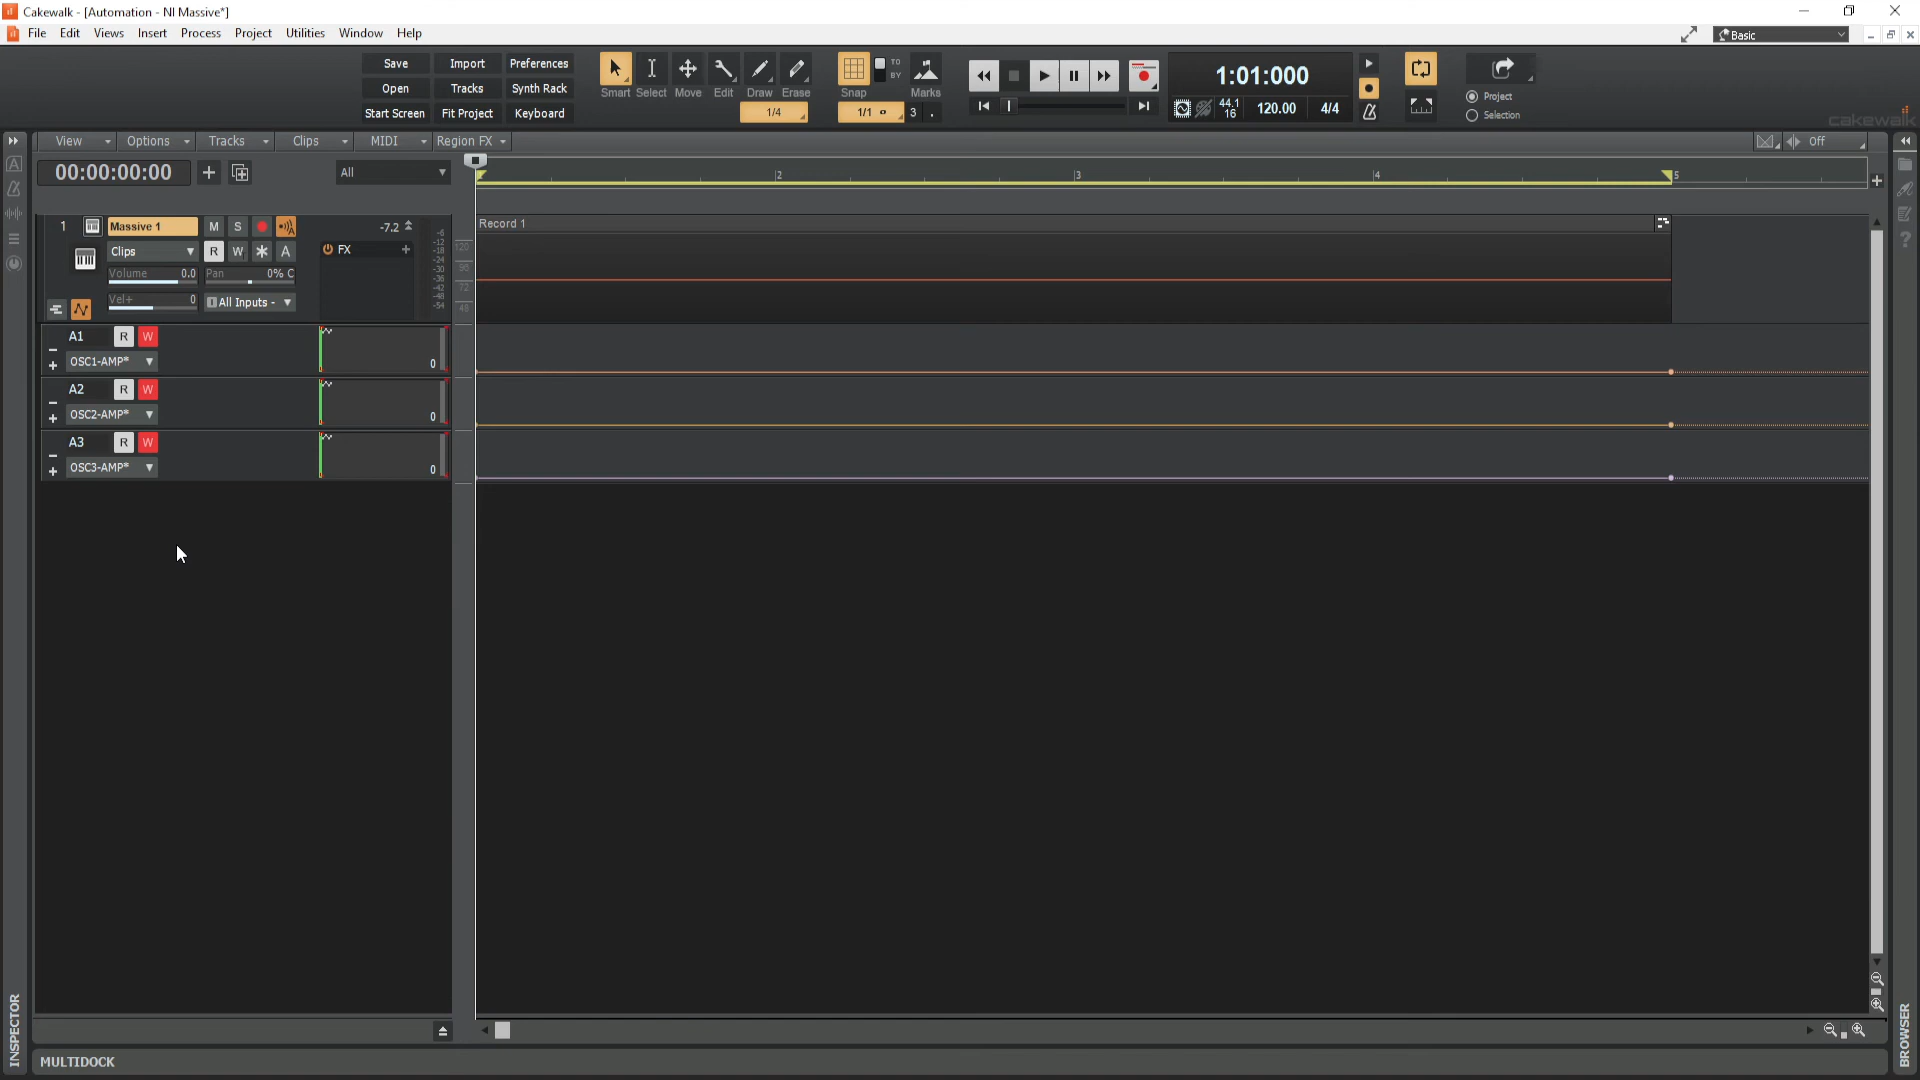 Cakewalk - [Automation - NI Massive*]
File Edit Views Insert Process Project Utilities Window Help
Basic
Save Import Preferences
Open Tracks Synth Rack
Start Screen Fit Project Keyboard
Smart Select Move Edit Draw Erase
1/4
Snap
TO
BY
Marks
1/1 3 .
1:01:000
44.1
16
120.00 4/4
Project
Selection
cakewalk
View Options Tracks Clips MIDI Region FX
Off
00:00:00:00 All
2 3 4 5
1 Massive 1 M S A -7.2
Clips R W A FX
Volume 0.0 Pan 0% C
Vel+ 0 All Inputs -
-6
-12
-18
-24
-30
-36
-42
-48
-54
120
96
72
48
Record 1
A1 R W
OSC1-AMP* 0
A2 R W
OSC2-AMP* 0
A3 R W
OSC3-AMP* 0
INSPECTOR
BROWSER
MULTIDOCK